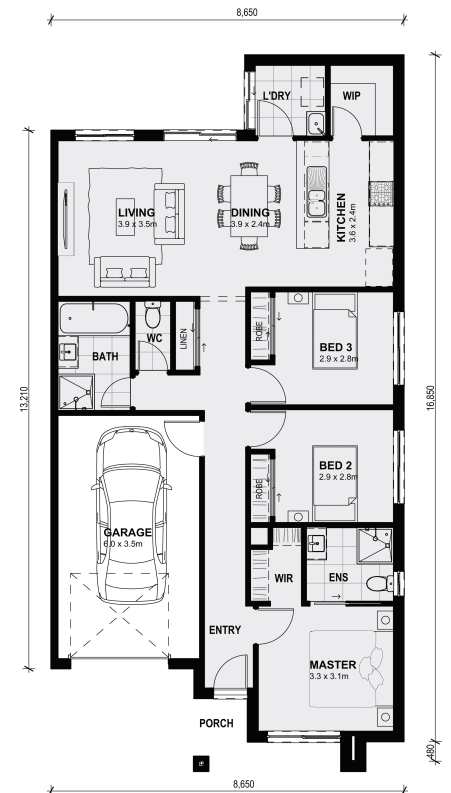 8,650
L'DRY
WIP
LIVING
3.9 x 3.5m
DINING
3.9 x 2.4m
KITCHEN
3.6 x 2.4m
13,210
16,850
BATH
WC
LINEN
ROBE
BED 3
2.9 x 2.8m
BED 2
2.9 x 2.8m
ROBE
GARAGE
6.0 x 3.5m
WIR
ENS
ENTRY
MASTER
3.3 x 3.1m
PORCH
480
8,650